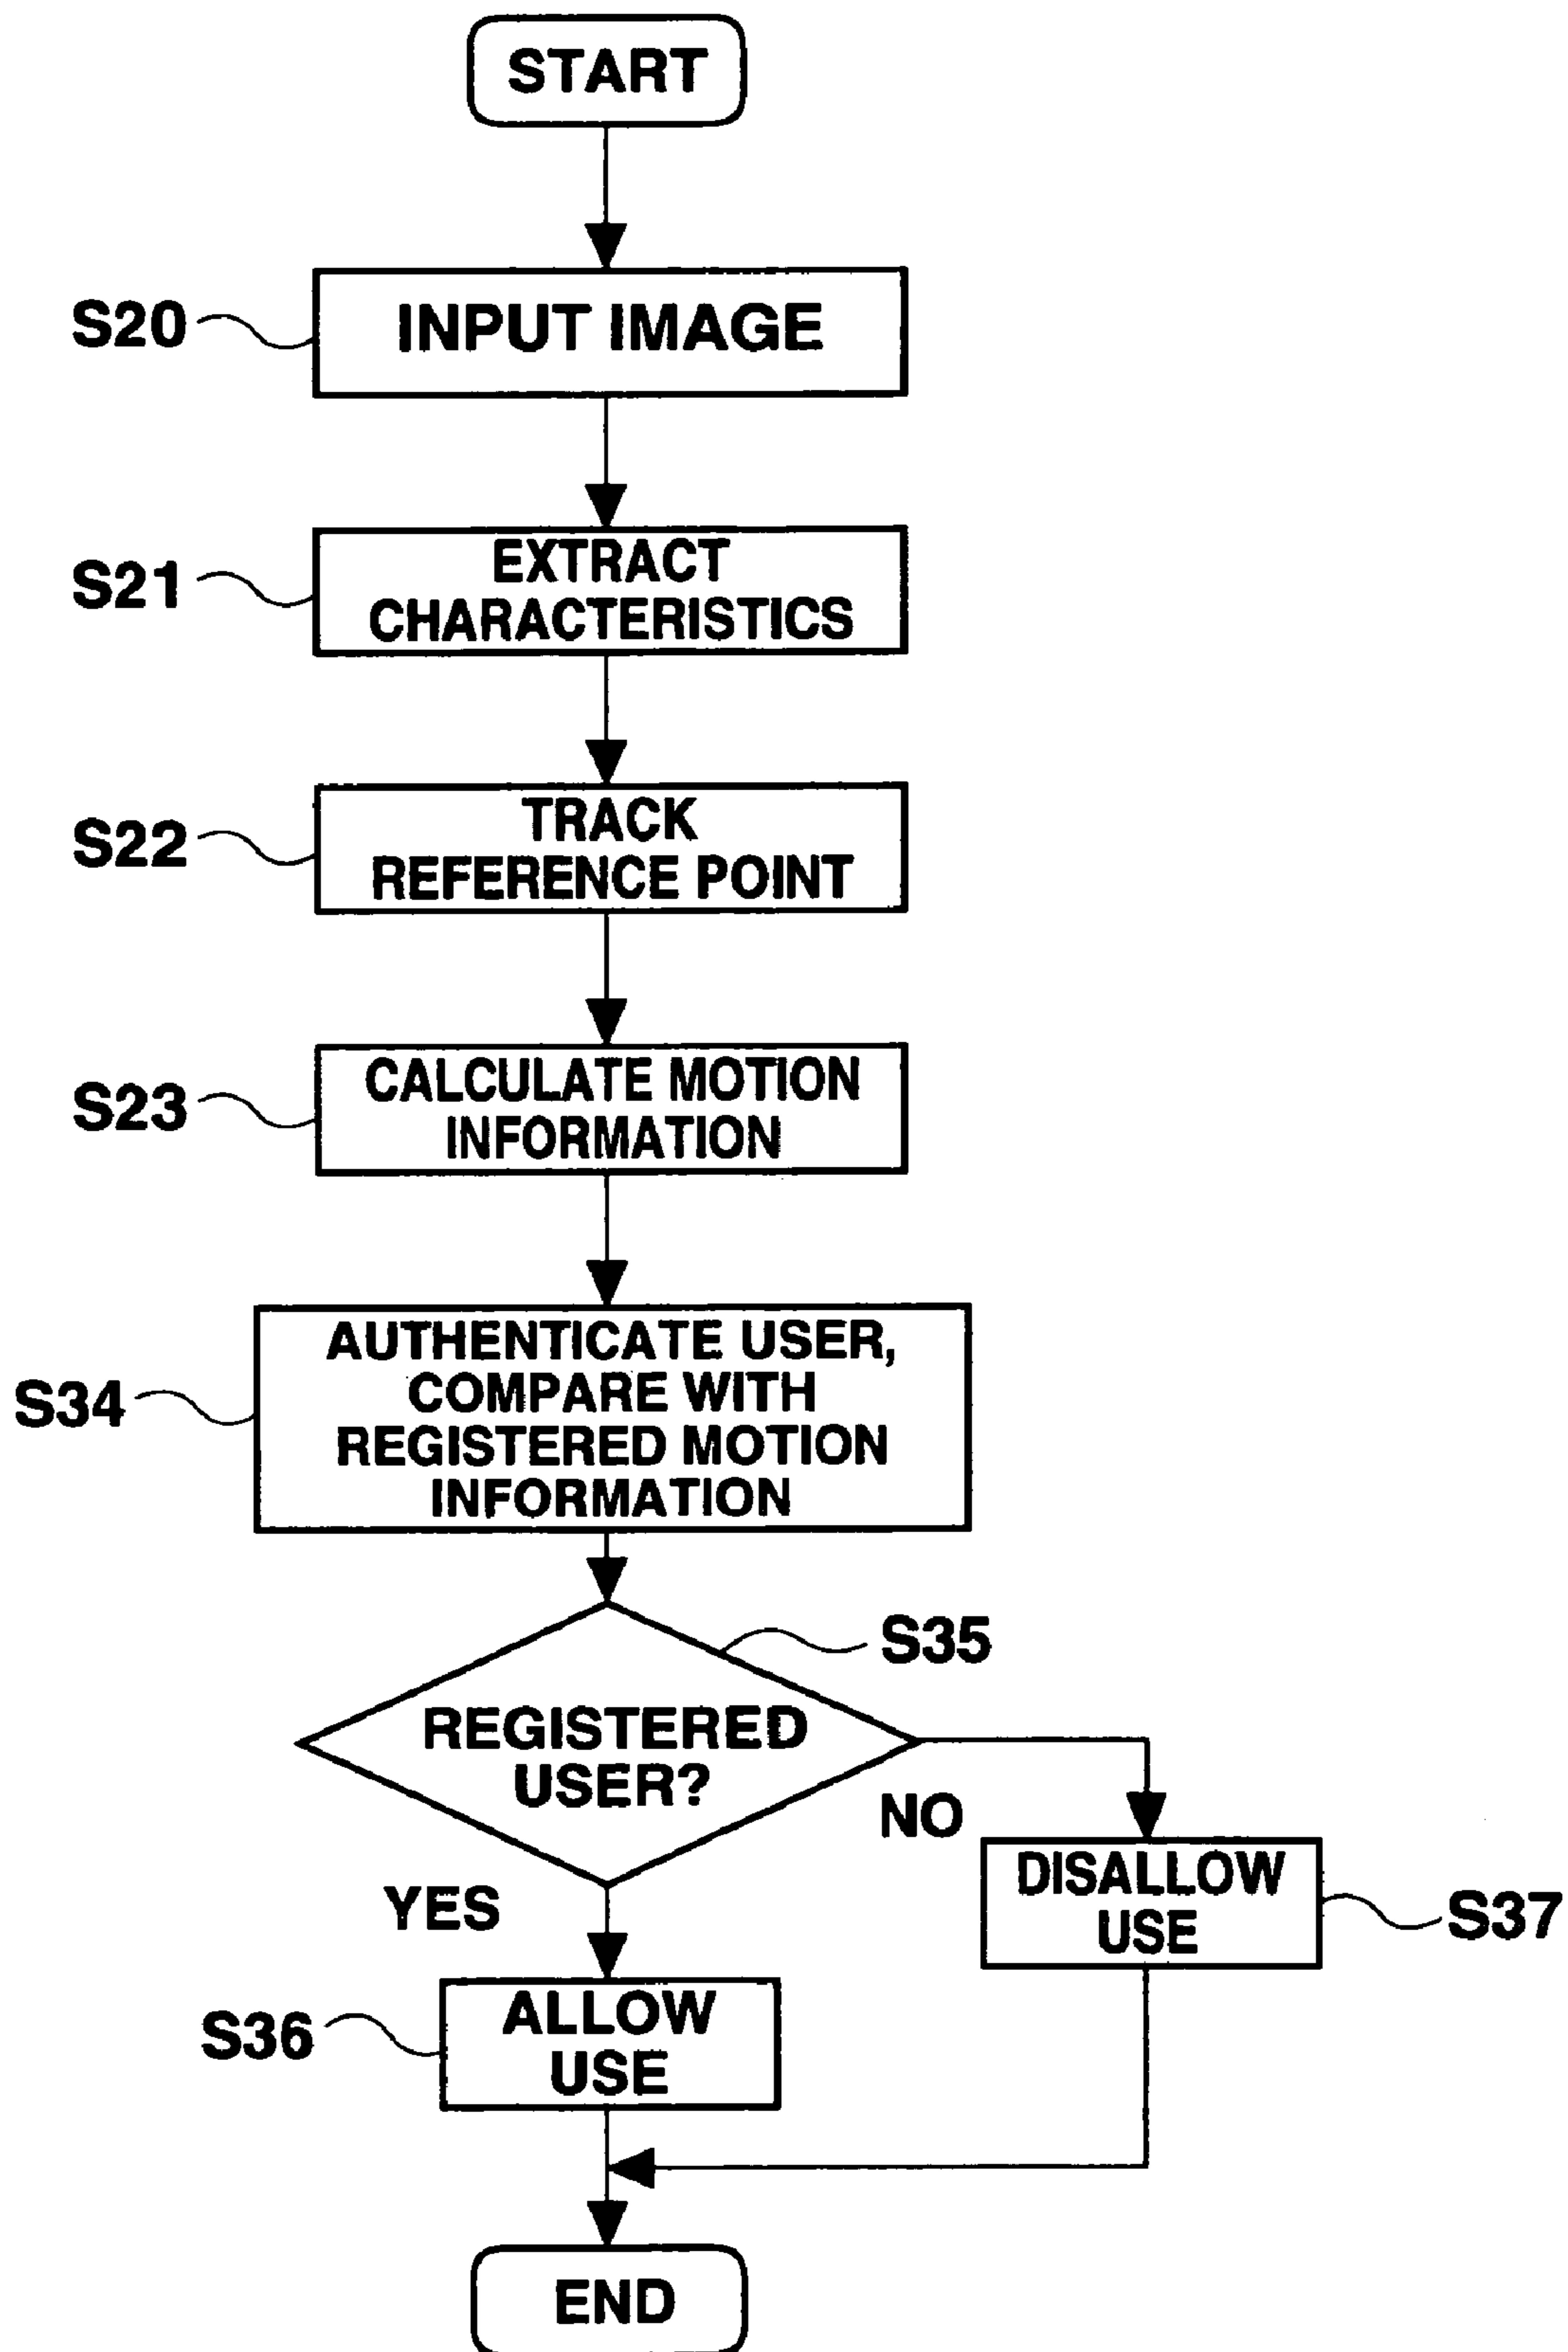 START
S20
INPUT IMAGE
S21
EXTRACT
CHARACTERISTICS
S22
TRACK
REFERENCE POINT
S23
CALCULATE MOTION
INFORMATION
S34
AUTHENTICATE USER,
COMPARE WITH
REGISTERED MOTION
INFORMATION
S35
REGISTERED
USER?
NO
DISALLOW
USE
S37
YES
S36
ALLOW
USE
END